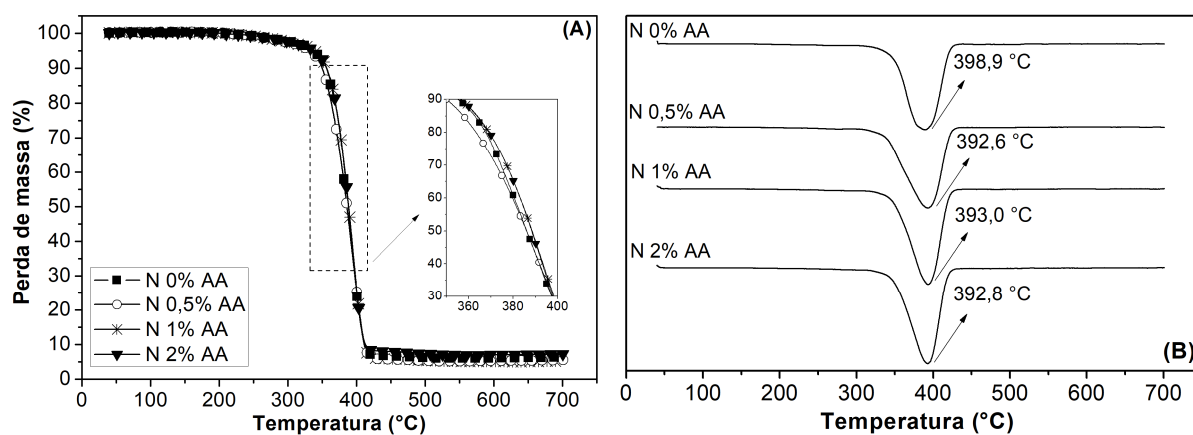 (A)
Perda de massa (%)
100
90
80
70
60
50
40
30
20
10
0
0 100 200 300 400 500 600 700
Temperatura (°C)
N 0% AA
N 0,5% AA
N 1% AA
N 2% AA
90
80
70
60
50
40
30
360 380 400
(B)
N 0% AA
398,9 °C
N 0,5% AA
392,6 °C
N 1% AA
393,0 °C
N 2% AA
392,8 °C
0 100 200 300 400 500 600 700
Temperatura (°C)